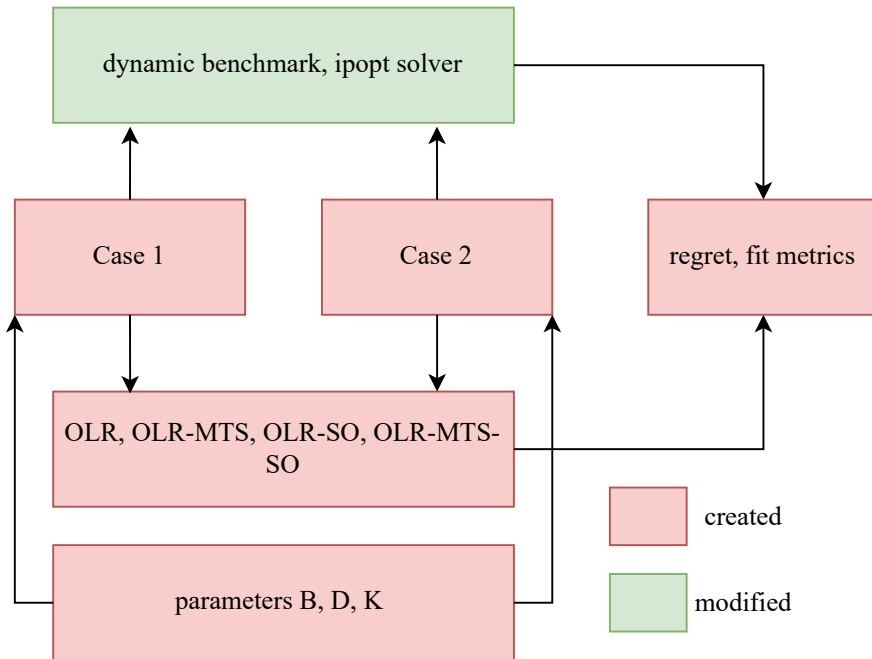 dynamic benchmark, ipopt solver
Case 1
Case 2
regret, fit metrics
OLR, OLR-MTS, OLR-SO, OLR-MTS-
SO
created
parameters B, D, K
modified